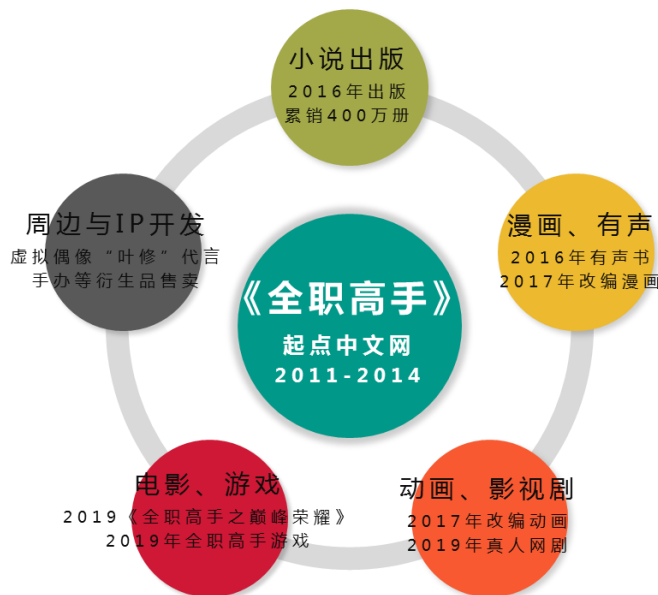 小说出版
2016年出版
累销400万册
周边与IP开发
虚拟偶像“叶修”代言
手办等衍生品售卖
漫画、有声
2016年有声书
2017年改编漫画
《全职高手》
起点中文网
2011-2014
电影、游戏
2019《全职高手之巅峰荣耀》
2019年全职高手游戏
动画、影视剧
2017年改编动画
2019年真人网剧